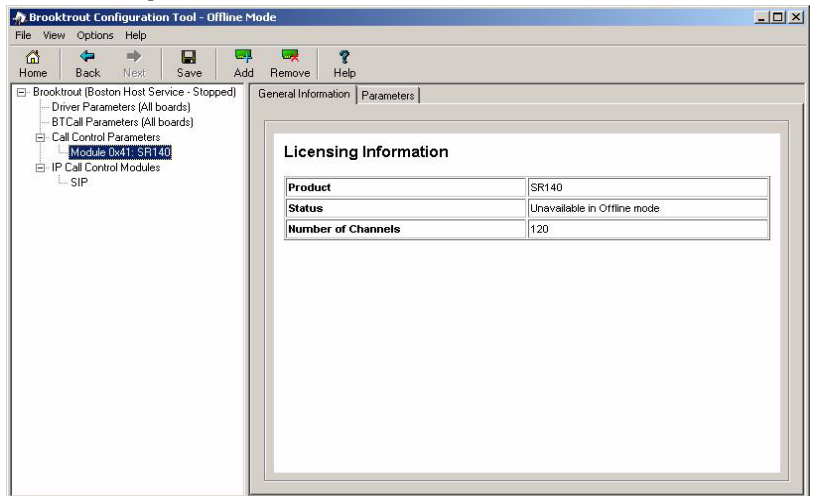 Brooktrout Configuration Tool - Offline Mode
File View Options Help
Home Back Next Save Add Remove Help
Brooktrout (Boston Host Service - Stopped)
Driver Parameters (All boards)
BTCall Parameters (All boards)
Call Control Parameters
Module 0x41: SR140
IP Call Control Modules
SIP
General Information Parameters
Licensing Information
Product SR140
Status Unavailable in Offline mode
Number of Channels 120